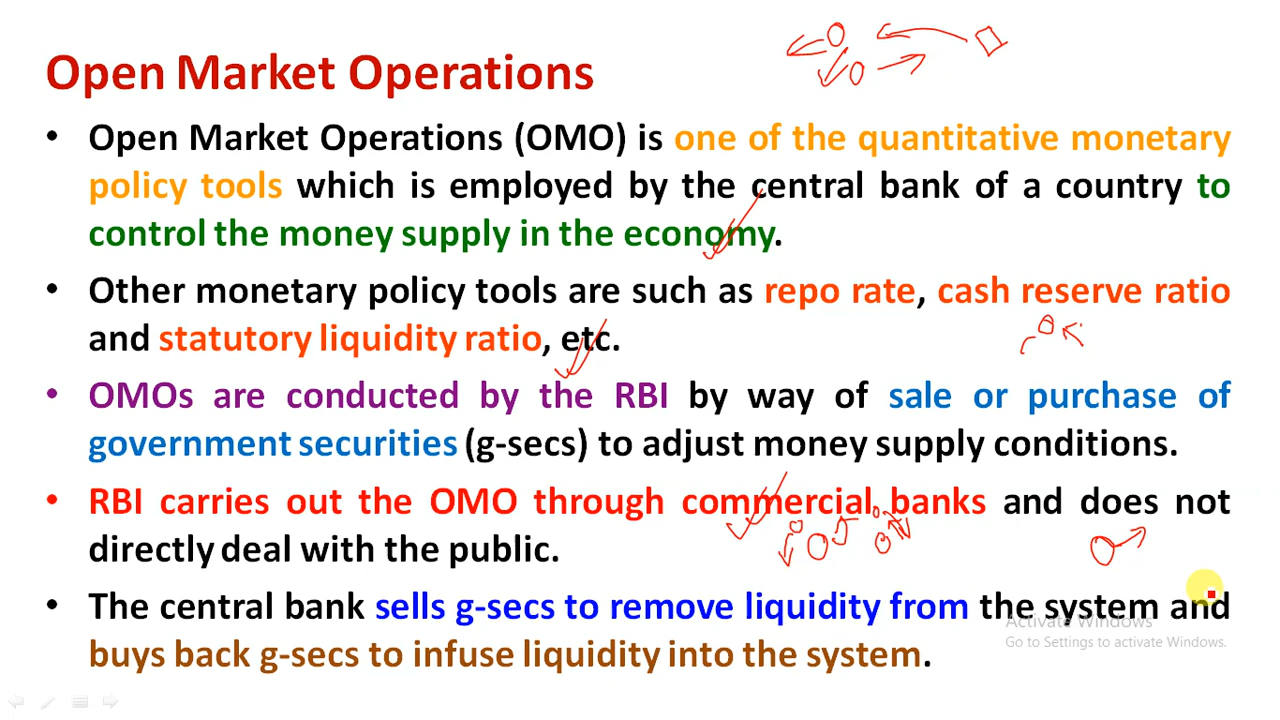 Open Market Operations
• Open Market Operations (OMO) is one of the quantitative monetary
policy tools which is employed by the central bank of a country to
control the money supply in the economy.
• Other monetary policy tools are such as repo rate, cash reserve ratio
and statutory liquidity ratio, etc.
• OMOs are conducted by the RBI by way of sale or purchase of
government securities (g-secs) to adjust money supply conditions.
• RBI carries out the OMO through commercial banks and does not
directly deal with the public.
• The central bank sells g-secs to remove liquidity from the system and
buys back g-secs to infuse liquidity into the system.
Activate Windows
Go to Settings to activate Windows.